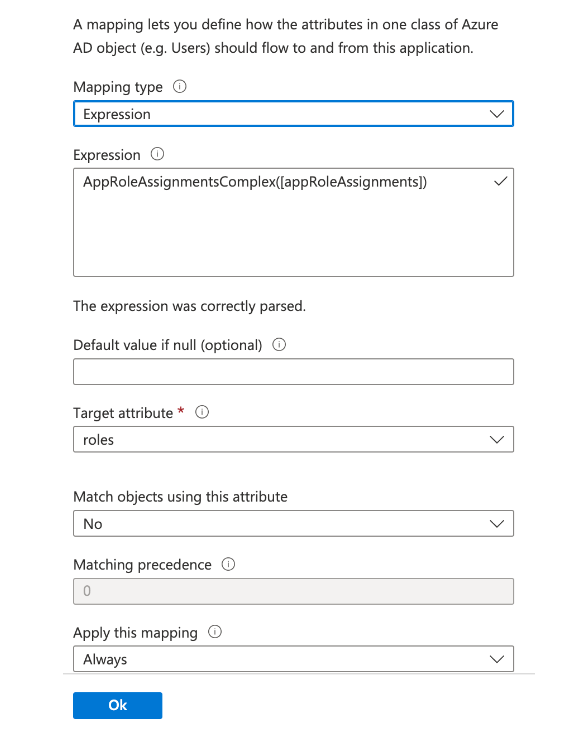 A mapping lets you define how the attributes in one class of Azure
AD object (e.g. Users) should flow to and from this application.
Mapping type
Expression
Expression
AppRoleAssignmentsComplex([appRoleAssignments])
The expression was correctly parsed.
Default value if null (optional)
Target attribute *
roles
Match objects using this attribute
No
Matching precedence
0
Apply this mapping
Always
Ok